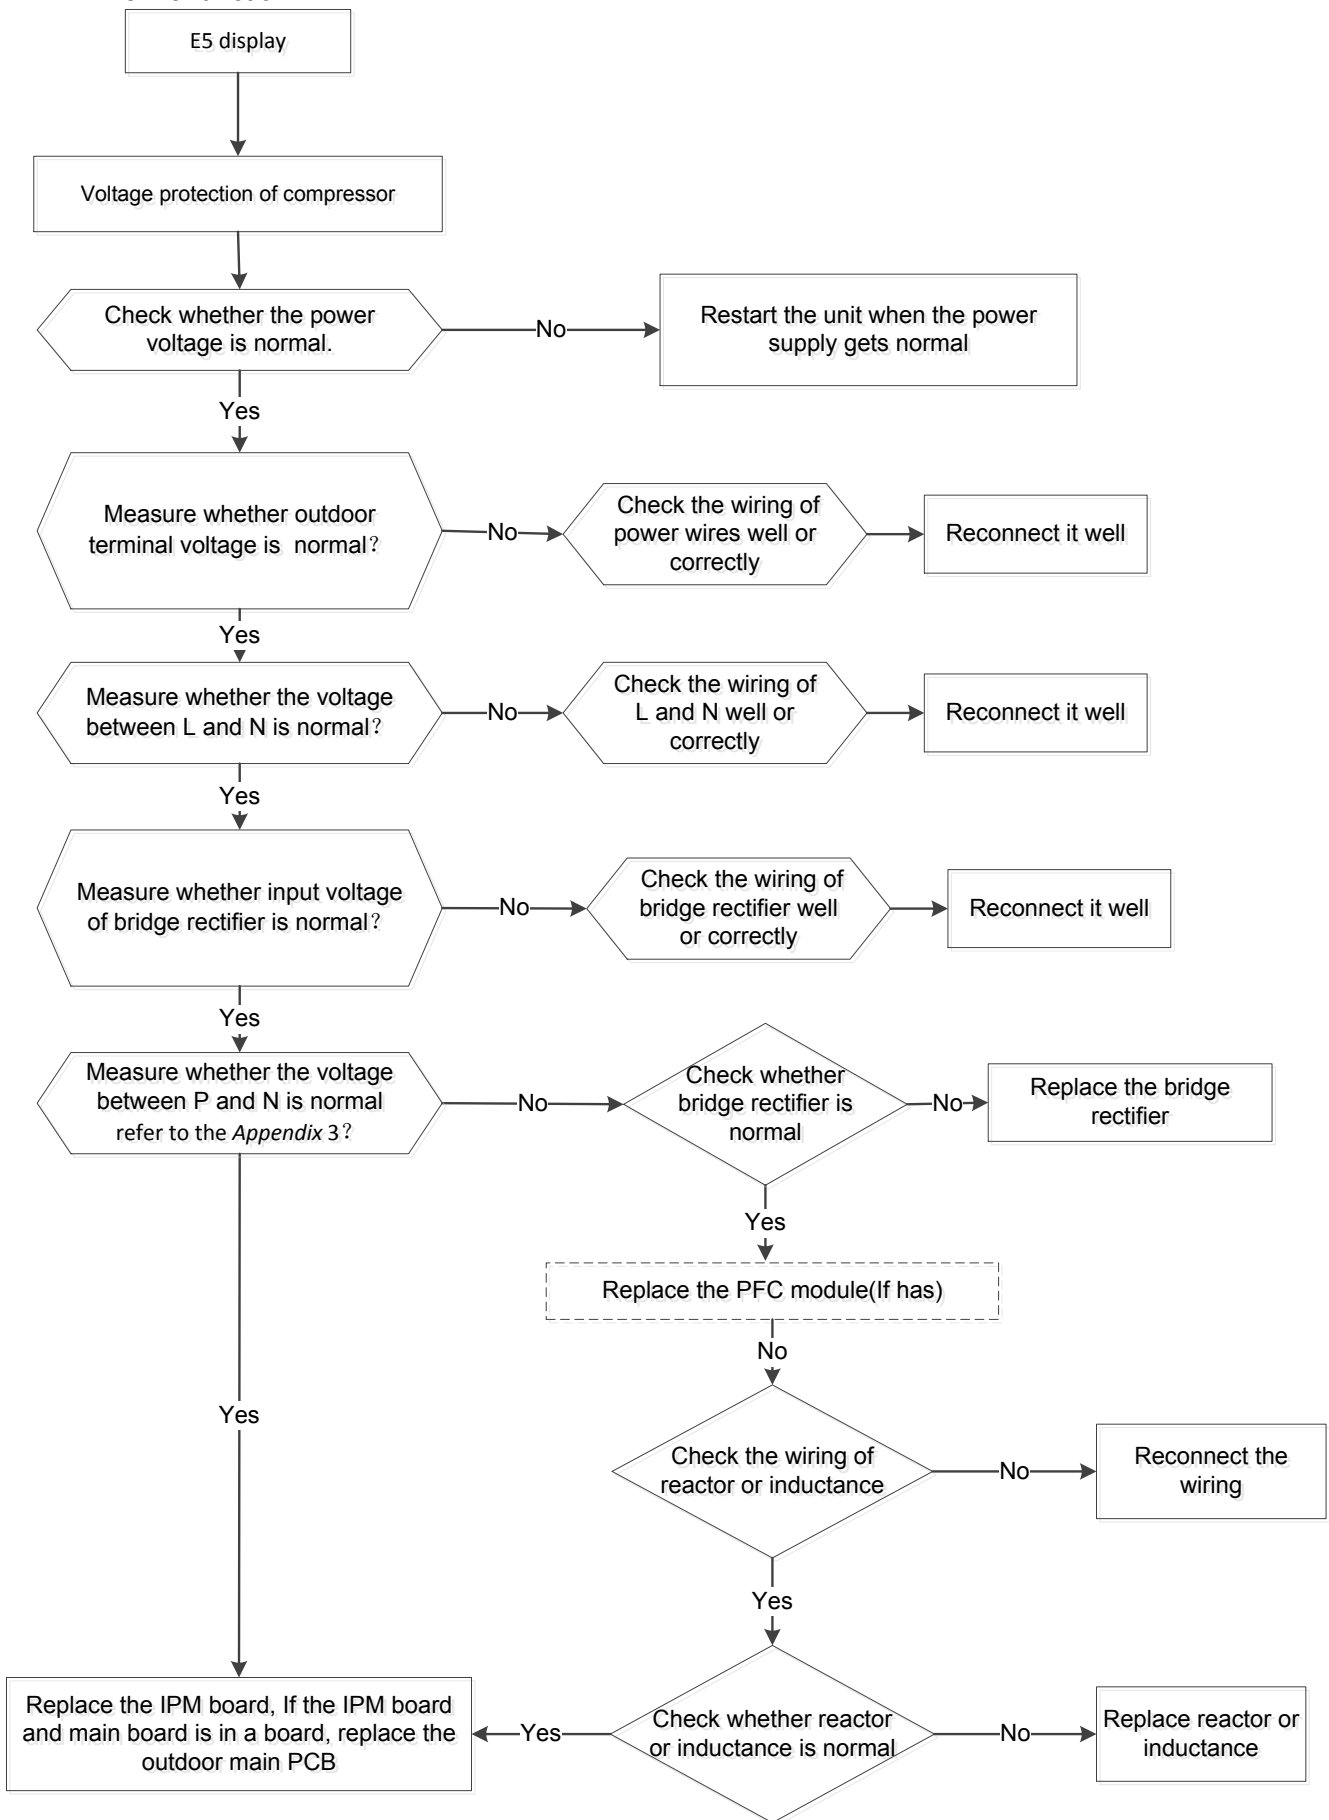 E5 display
Voltage protection of compressor
Check whether the power
voltage is normal.
No
Restart the unit when the power
supply gets normal
Yes
Measure whether outdoor
terminal voltage is normal?
No
Check the wiring of
power wires well or
correctly
Reconnect it well
Yes
Measure whether the voltage
between L and N is normal?
No
Check the wiring of
L and N well or
correctly
Reconnect it well
Yes
Measure whether input voltage
of bridge rectifier is normal?
No
Check the wiring of
bridge rectifier well
or correctly
Reconnect it well
Yes
Measure whether the voltage
between P and N is normal
refer to the Appendix 3?
No
Check whether
bridge rectifier is
normal
No
Replace the bridge
rectifier
Yes
Replace the PFC module(If has)
No
Yes
Check the wiring of
reactor or inductance
No
Reconnect the
wiring
Yes
Replace the IPM board, If the IPM board
and main board is in a board, replace the
outdoor main PCB
Yes
Check whether reactor
or inductance is normal
No
Replace reactor or
inductance